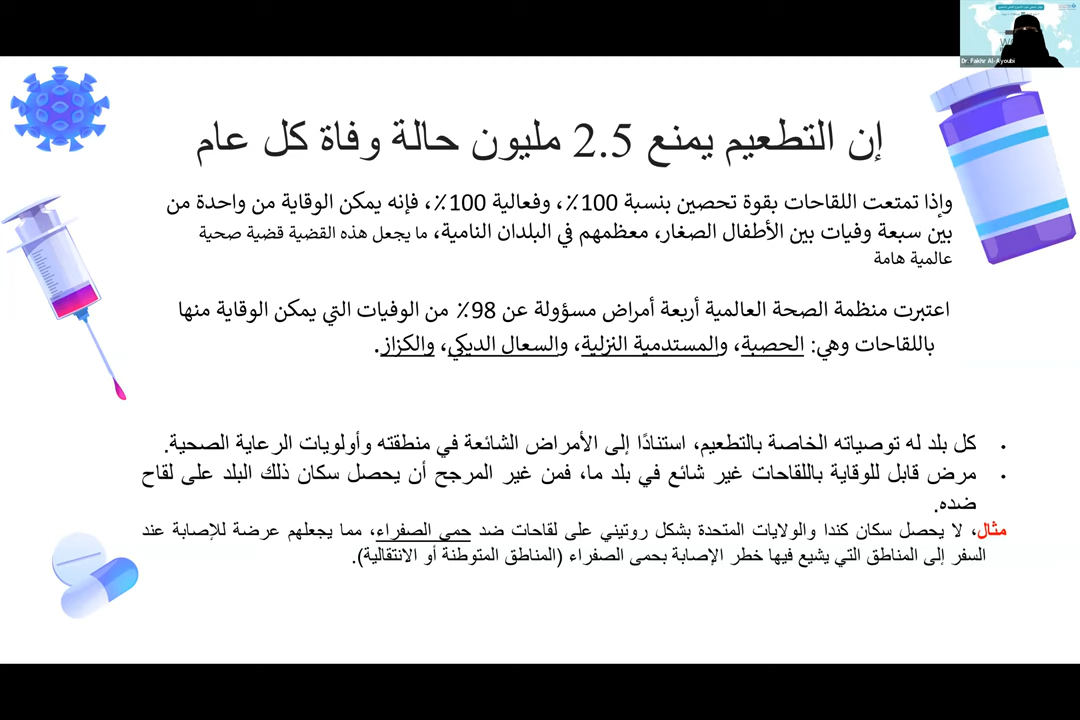 Dr. Fakhr Al-Ayoubi
إن التطعيم يمنع 2.5 مليون حالة وفاة كل عام
وإذا تمتعت اللقاحات بقوة تحصين بنسبة 100٪، وفعالية 100٪، فإنه يمكن الوقاية من واحدة من
بين سبعة وفيات بين الأطفال الصغار، معظمهم في البلدان النامية، ما يجعل هذه القضية قضية صحية
عالمية هامة
اعتبرت منظمة الصحة العالمية أربعة أمراض مسؤولة عن 98٪ من الوفيات التي يمكن الوقاية منها
باللقاحات وهي: الحصبة، والمستدمية النزلية، والسعال الديكي، والكزاز.
• كل بلد له توصياته الخاصة بالتطعيم، استنادًا إلى الأمراض الشائعة في منطقته وأولويات الرعاية الصحية.
• مرض قابل للوقاية باللقاحات غير شائع في بلد ما، فمن غير المرجح أن يحصل سكان ذلك البلد على لقاح
ضده.
مثال، لا يحصل سكان كندا والولايات المتحدة بشكل روتيني على لقاحات ضد حمى الصفراء، مما يجعلهم عرضة للإصابة عند
السفر إلى المناطق التي يشيع فيها خطر الإصابة بحمى الصفراء (المناطق المتوطنة أو الانتقالية).